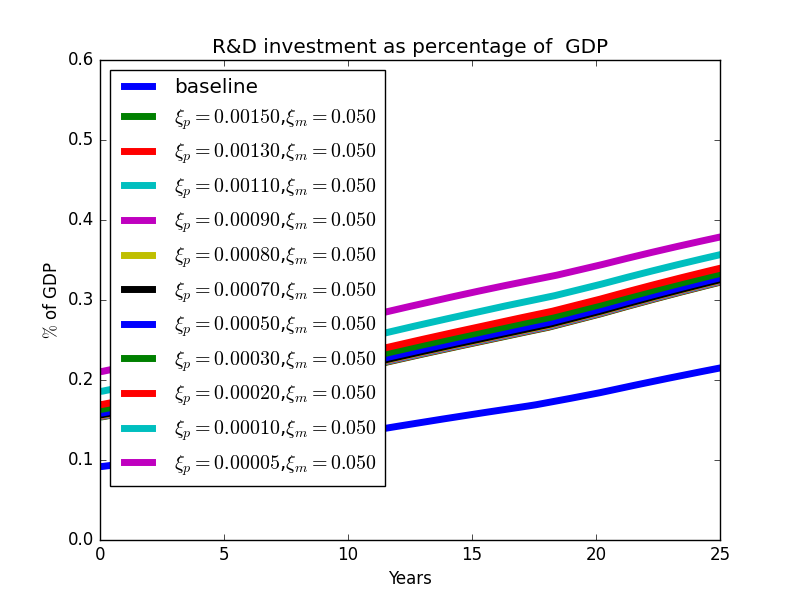 R&D investment as percentage of  GDP
0.6
0.5
0.4
0.3
0.2
0.1
0.0
% of GDP
baseline
ξp = 0.00150,ξm = 0.050
ξp = 0.00130,ξm = 0.050
ξp = 0.00110,ξm = 0.050
ξp = 0.00090,ξm = 0.050
ξp = 0.00080,ξm = 0.050
ξp = 0.00070,ξm = 0.050
ξp = 0.00050,ξm = 0.050
ξp = 0.00030,ξm = 0.050
ξp = 0.00020,ξm = 0.050
ξp = 0.00010,ξm = 0.050
ξp = 0.00005,ξm = 0.050
0 5 10 15 20 25
Years